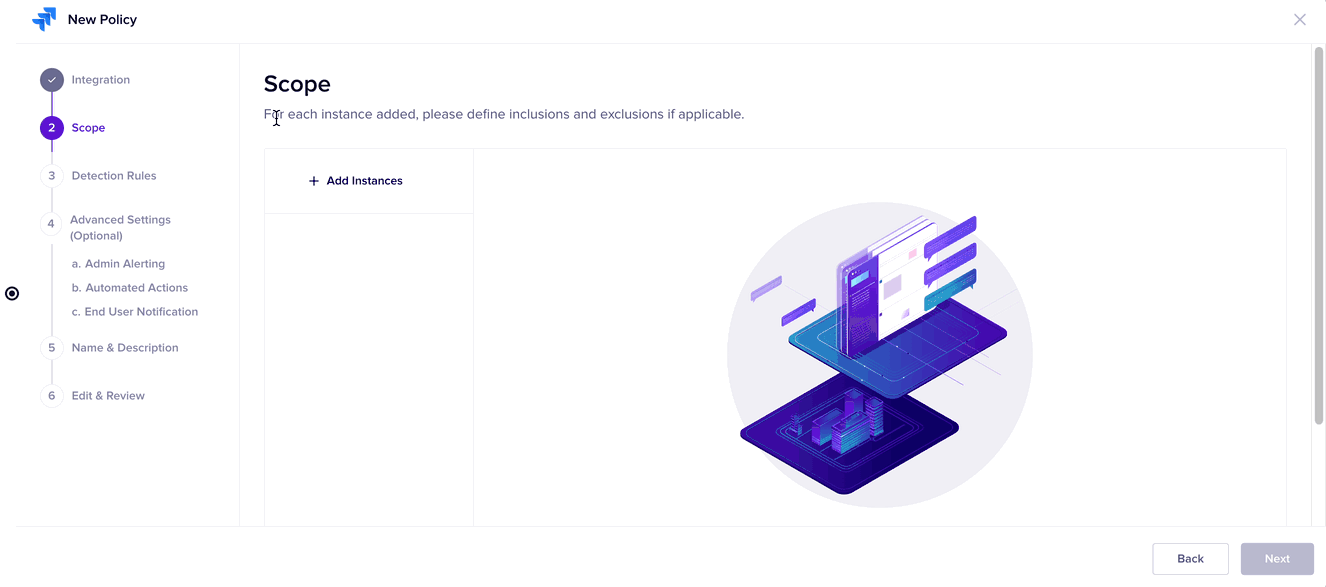 New Policy
Integration
2 Scope
3 Detection Rules
4 Advanced Settings
(Optional)
a. Admin Alerting
b. Automated Actions
c. End User Notification
5 Name & Description
6 Edit & Review
Scope
For each instance added, please define inclusions and exclusions if applicable.
+ Add Instances
Back
Next